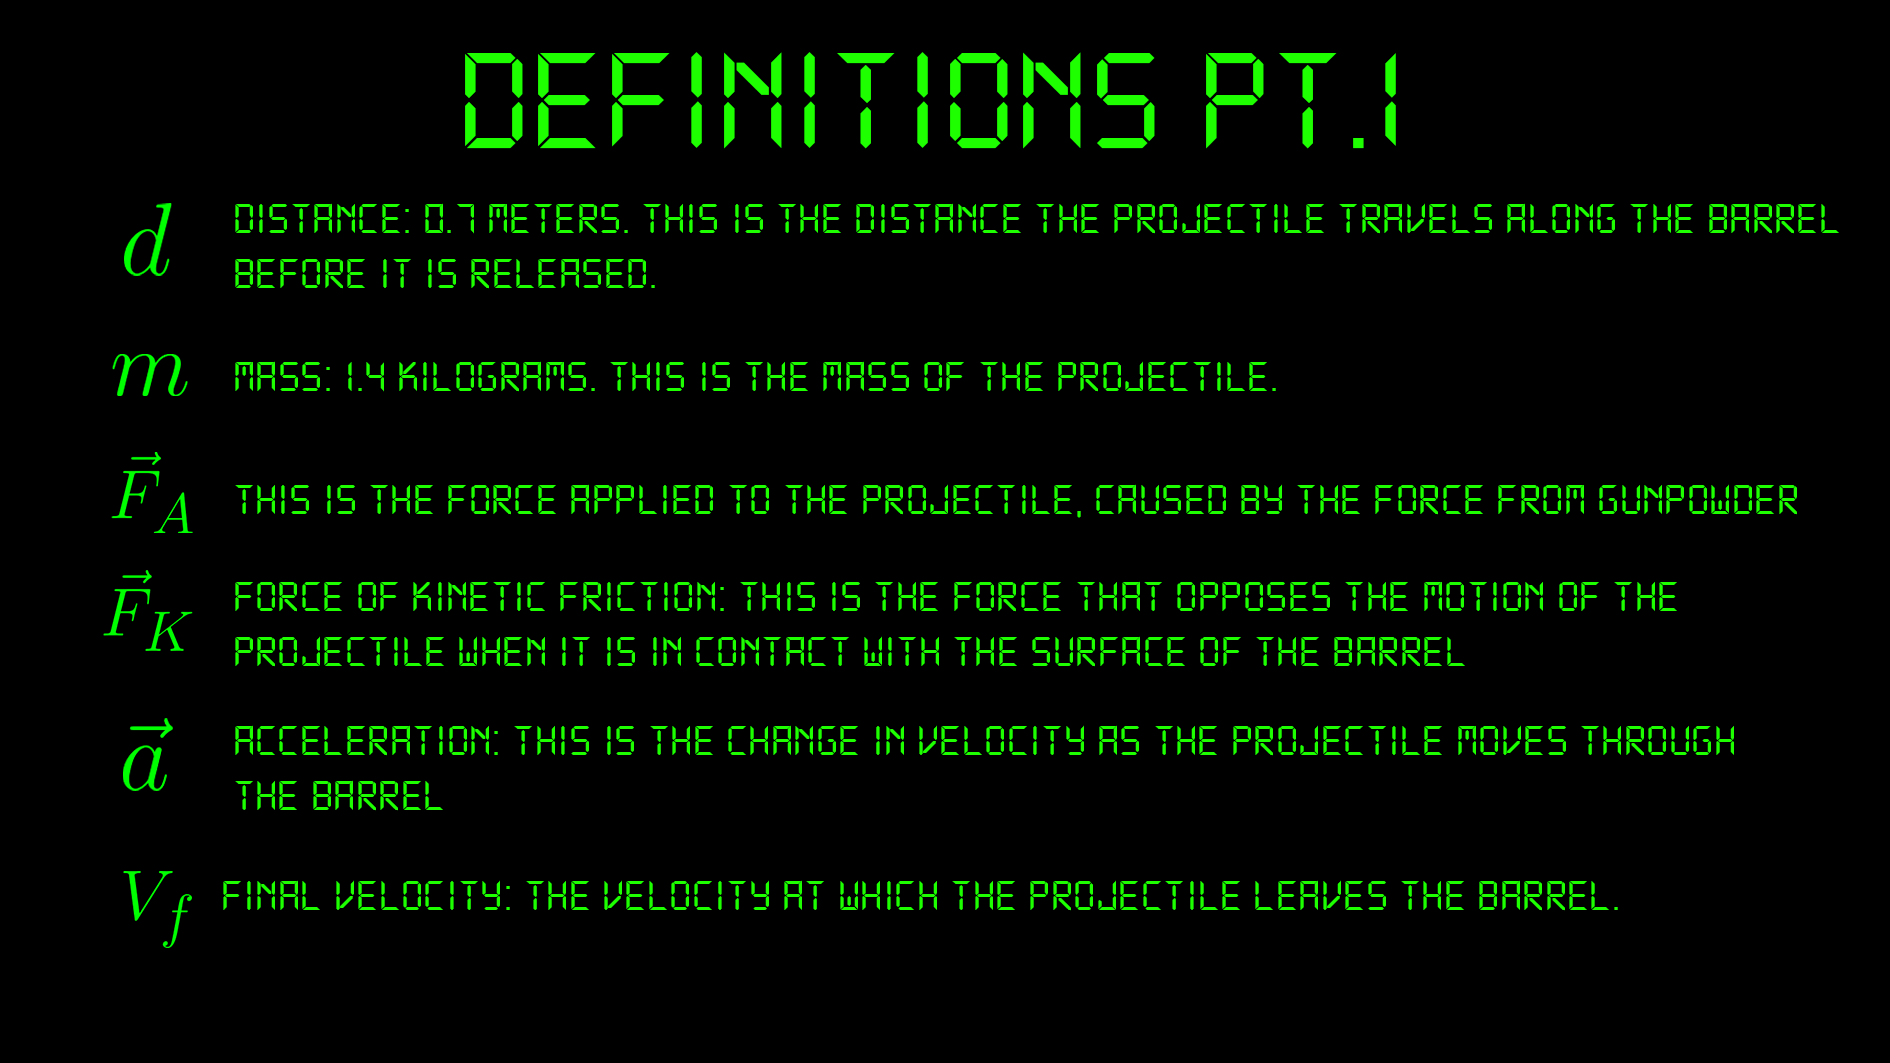 DEFINITIONS PT.1
d
DISTANCE: 0.7 METERS. THIS IS THE DISTANCE THE PROJECTILE TRAVELS ALONG THE BARREL
BEFORE IT IS RELEASED.
m
MASS: 1.4 KILOGRAMS. THIS IS THE MASS OF THE PROJECTILE.
F⃗_A
THIS IS THE FORCE APPLIED TO THE PROJECTILE, CAUSED BY THE FORCE FROM GUNPOWDER
F⃗_K
FORCE OF KINETIC FRICTION: THIS IS THE FORCE THAT OPPOSES THE MOTION OF THE
PROJECTILE WHEN IT IS IN CONTACT WITH THE SURFACE OF THE BARREL
a⃗
ACCELERATION: THIS IS THE CHANGE IN VELOCITY AS THE PROJECTILE MOVES THROUGH
THE BARREL
V_f
FINAL VELOCITY: THE VELOCITY AT WHICH THE PROJECTILE LEAVES THE BARREL.